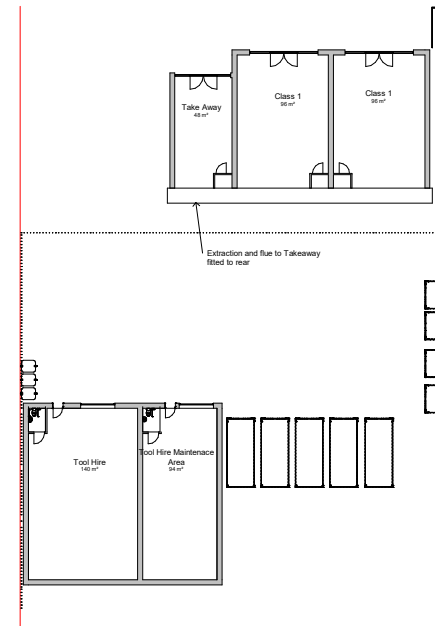 Take Away
48 m²
Class 1
96 m²
Class 1
96 m²
Extraction and flue to Takeaway
fitted to rear
Tool Hire
140 m²
Tool Hire Maintenace
Area
94 m²